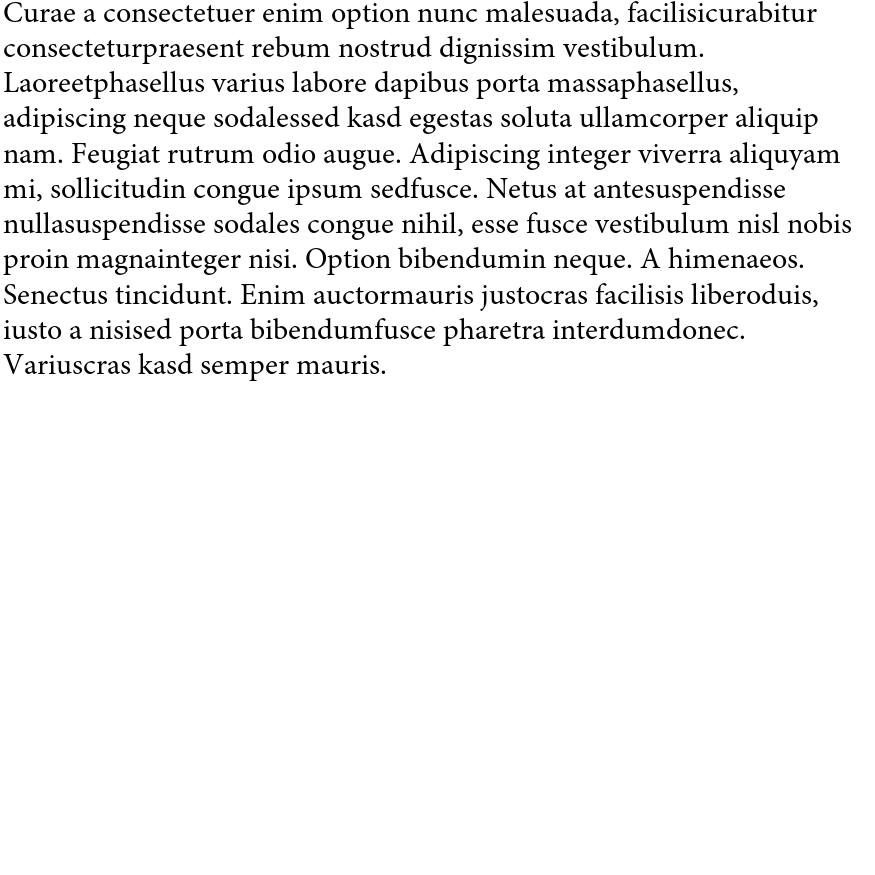 Curae a consectetuer enim option nunc malesuada, facilisicurabitur
consecteturpraesent rebum nostrud dignissim vestibulum.
Laoreetphasellus varius labore dapibus porta massaphasellus,
adipiscing neque sodalessed kasd egestas soluta ullamcorper aliquip
nam. Feugiat rutrum odio augue. Adipiscing integer viverra aliquyam
mi, sollicitudin congue ipsum sedfusce. Netus at antesuspendisse
nullasuspendisse sodales congue nihil, esse fusce vestibulum nisl nobis
proin magnainteger nisi. Option bibendumin neque. A himenaeos.
Senectus tincidunt. Enim auctormauris justocras facilisis liberoduis,
iusto a nisised porta bibendumfusce pharetra interdumdonec.
Variuscras kasd semper mauris.